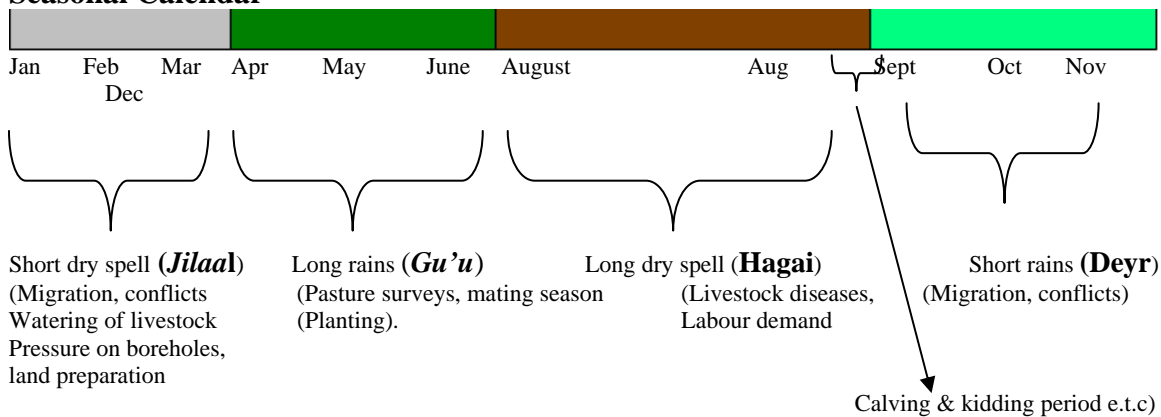 Seasonal Calendar
Jan Feb Mar Apr May June August Aug Sept Oct Nov
Dec
Short dry spell (Jilaal)
(Migration, conflicts
Watering of livestock
Pressure on boreholes,
land preparation
Long rains (Gu’u)
(Pasture surveys, mating season
(Planting).
Long dry spell (Hagai)
(Livestock diseases,
Labour demand
Short rains (Deyr)
(Migration, conflicts)
Calving & kidding period e.t.c)